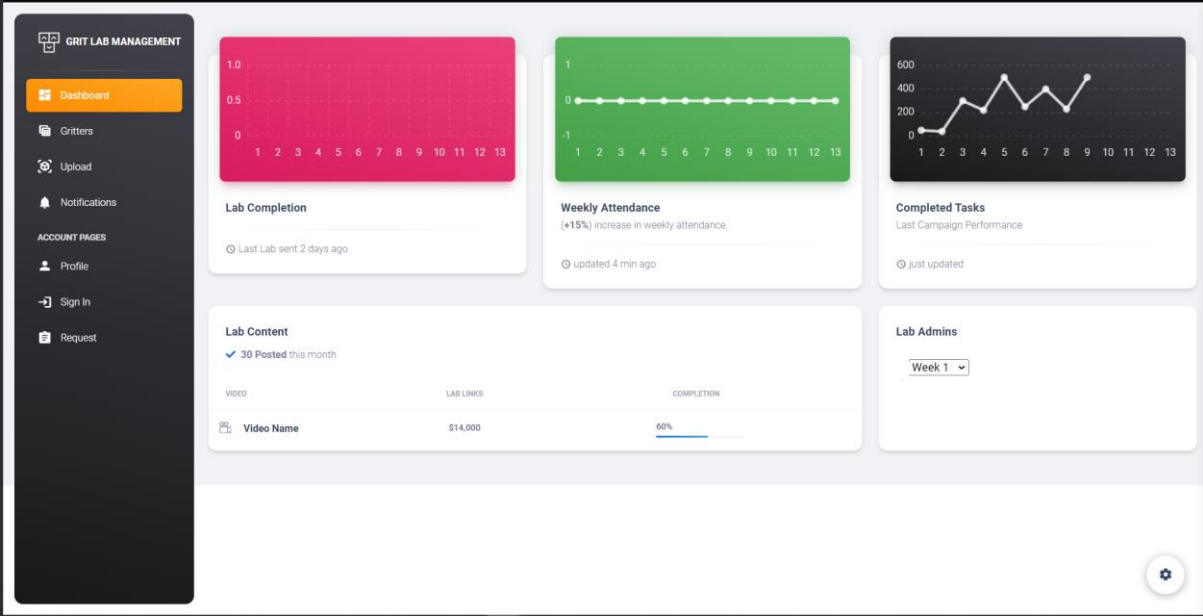 GRIT LAB MANAGEMENT
Dashboard
Gritters
Upload
Notifications
ACCOUNT PAGES
Profile
Sign In
Request
1.0
0.5
0
1 2 3 4 5 6 7 8 9 10 11 12 13
Lab Completion
Last Lab sent 2 days ago
1
0
-1
1 2 3 4 5 6 7 8 9 10 11 12 13
Weekly Attendance
(+15%) increase in weekly attendance.
updated 4 min ago
600
400
200
0
1 2 3 4 5 6 7 8 9 10 11 12 13
Completed Tasks
Last Campaign Performance
just updated
Lab Content
30 Posted this month
VIDEO LAB LINKS COMPLETION
Video Name $14,000 60%
Lab Admins
Week 1